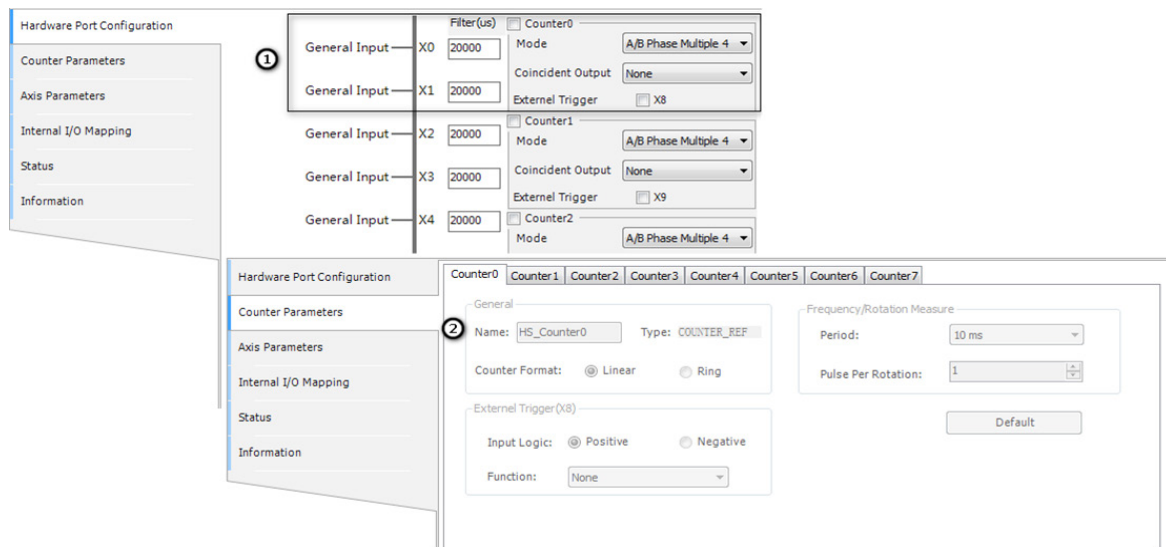 Hardware Port Configuration
Counter Parameters
Axis Parameters
Internal I/O Mapping
Status
Information
1
Filter(us) Counter0
General Input X0 20000 Mode A/B Phase Multiple 4
Coincident Output None
General Input X1 20000 External Trigger X8
Counter1
General Input X2 20000 Mode A/B Phase Multiple 4
Coincident Output None
General Input X3 20000
External Trigger X9
General Input X4 20000 Counter2
Mode A/B Phase Multiple 4
Hardware Port Configuration
Counter Parameters
Axis Parameters
Internal I/O Mapping
Status
Information
Counter0 Counter1 Counter2 Counter3 Counter4 Counter5 Counter6 Counter7
General
2 Name: HS_Counter0 Type: COUNTER_REF
Counter Format: Linear Ring
External Trigger(X8)
Input Logic: Positive Negative
Function: None
Frequency/Rotation Measure
Period: 10 ms
Pulse Per Rotation: 1
Default